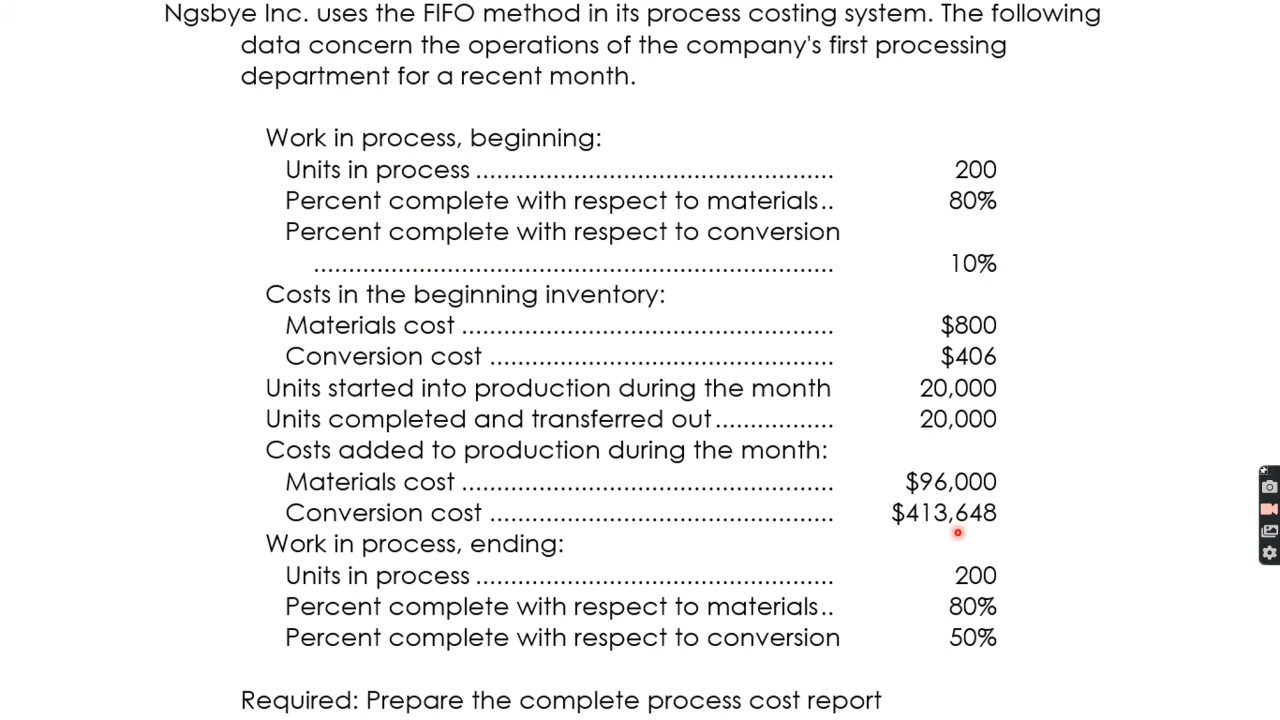 Ngsbye Inc. uses the FIFO method in its process costing system. The following
data concern the operations of the company's first processing
department for a recent month.
Work in process, beginning:
Units in process ................................................... 200
Percent complete with respect to materials.. 80%
Percent complete with respect to conversion
.......................................................................... 10%
Costs in the beginning inventory:
Materials cost ..................................................... $800
Conversion cost ................................................. $406
Units started into production during the month 20,000
Units completed and transferred out................. 20,000
Costs added to production during the month:
Materials cost ..................................................... $96,000
Conversion cost ................................................. $413,648
Work in process, ending:
Units in process ................................................... 200
Percent complete with respect to materials.. 80%
Percent complete with respect to conversion 50%
Required: Prepare the complete process cost report